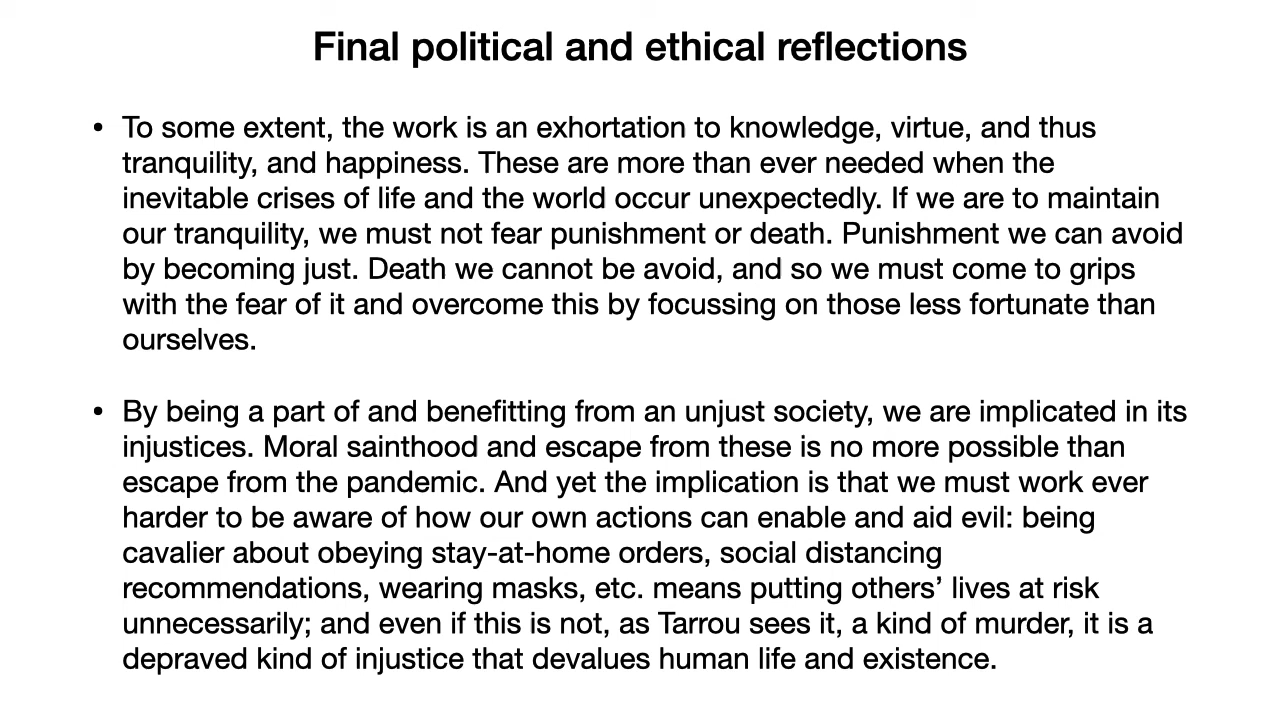 Final political and ethical reflections
• To some extent, the work is an exhortation to knowledge, virtue, and thus
tranquility, and happiness. These are more than ever needed when the
inevitable crises of life and the world occur unexpectedly. If we are to maintain
our tranquility, we must not fear punishment or death. Punishment we can avoid
by becoming just. Death we cannot be avoid, and so we must come to grips
with the fear of it and overcome this by focussing on those less fortunate than
ourselves.
• By being a part of and benefitting from an unjust society, we are implicated in its
injustices. Moral sainthood and escape from these is no more possible than
escape from the pandemic. And yet the implication is that we must work ever
harder to be aware of how our own actions can enable and aid evil: being
cavalier about obeying stay-at-home orders, social distancing
recommendations, wearing masks, etc. means putting others’ lives at risk
unnecessarily; and even if this is not, as Tarrou sees it, a kind of murder, it is a
depraved kind of injustice that devalues human life and existence.